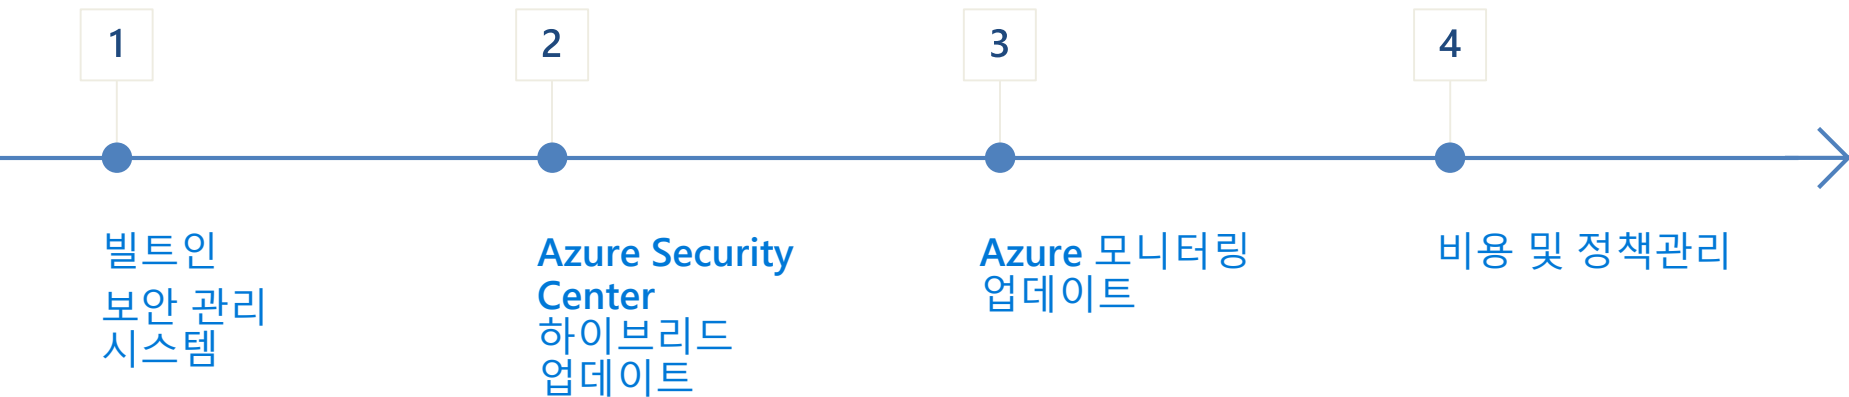 1
2
3
4
빌트인
보안 관리
시스템
Azure Security
Center
하이브리드
업데이트
Azure 모니터링
업데이트
비용 및 정책관리